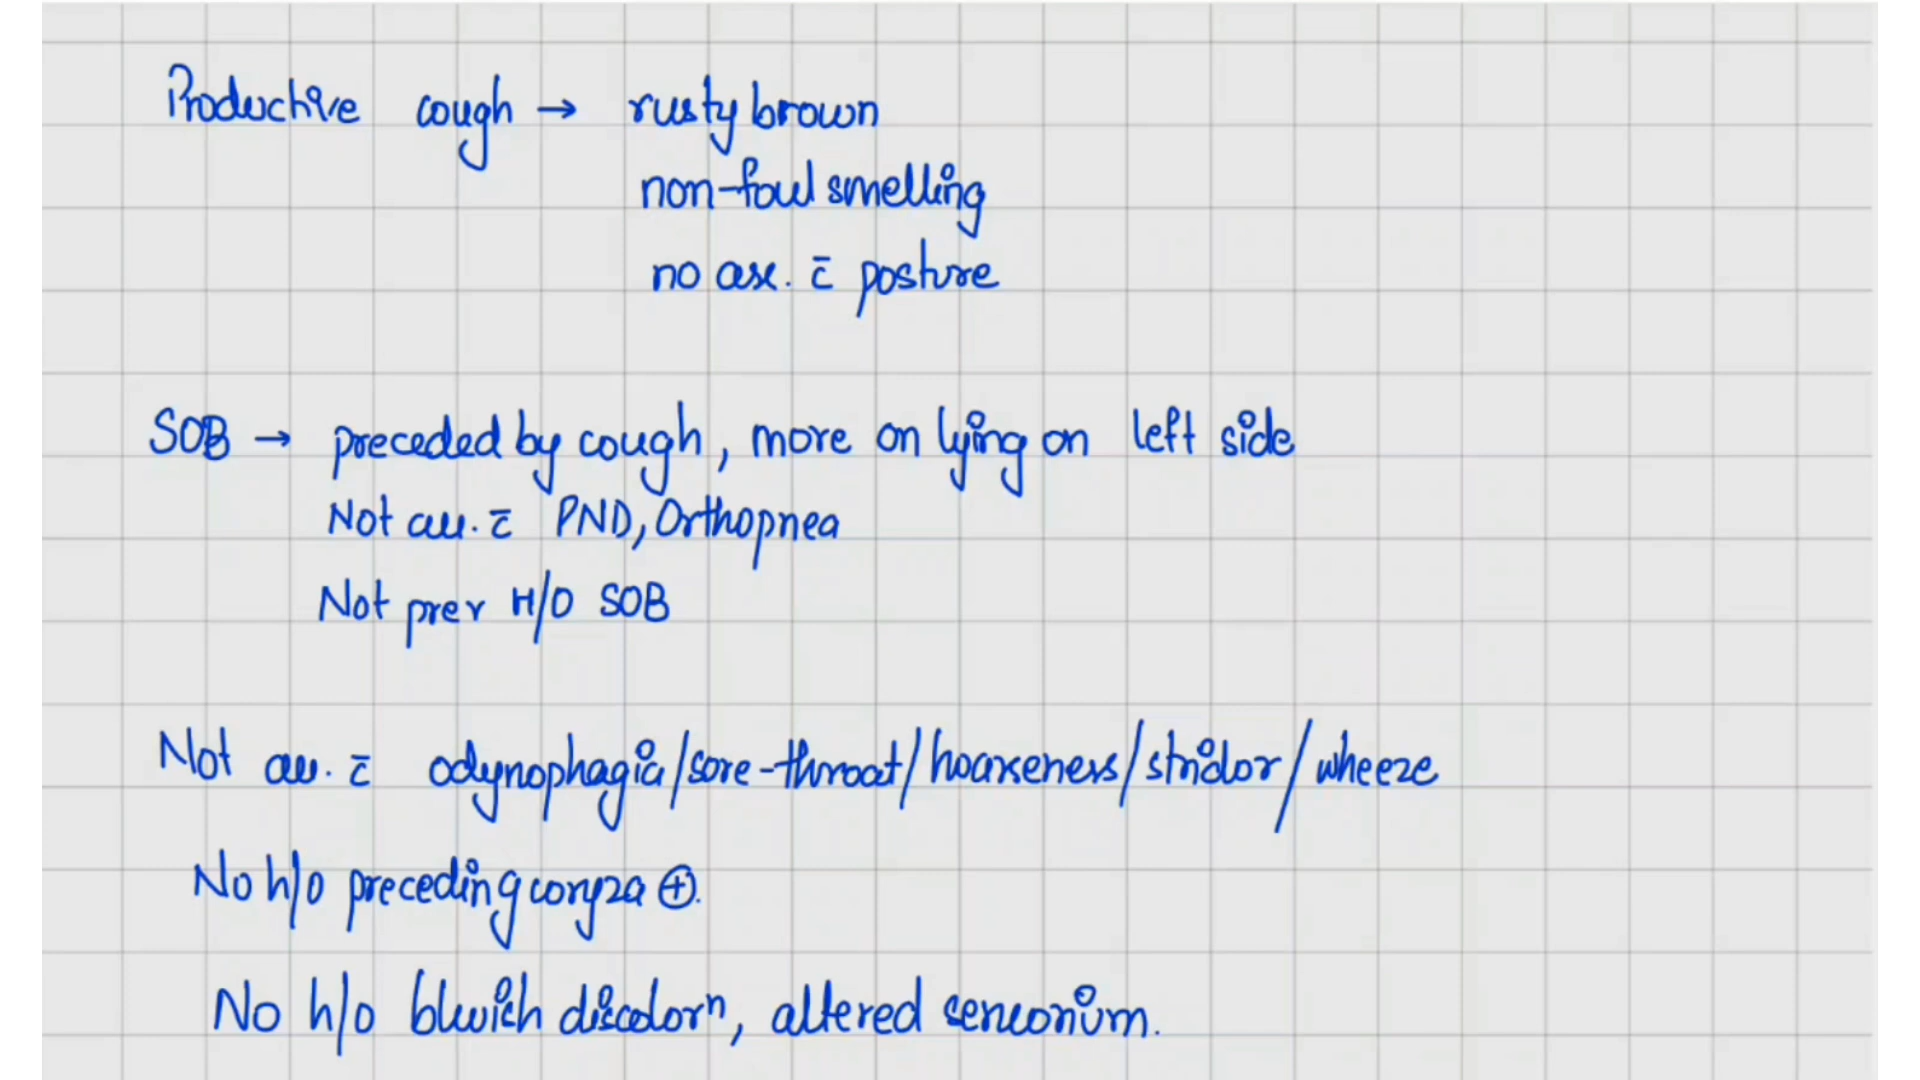 Productive cough → rusty brown
non-foul smelling
no ass. c̄ posture
SOB → preceded by cough, more on lying on left side
Not ass. c̄ PND, Orthopnea
Not prev H/O SOB
Not ass. c̄ odynophagia/sore-throat/hoarseness/stridor/wheeze
No h/o preceding coryza ⊕.
No h/o bluish discolorⁿ, altered sensorium.